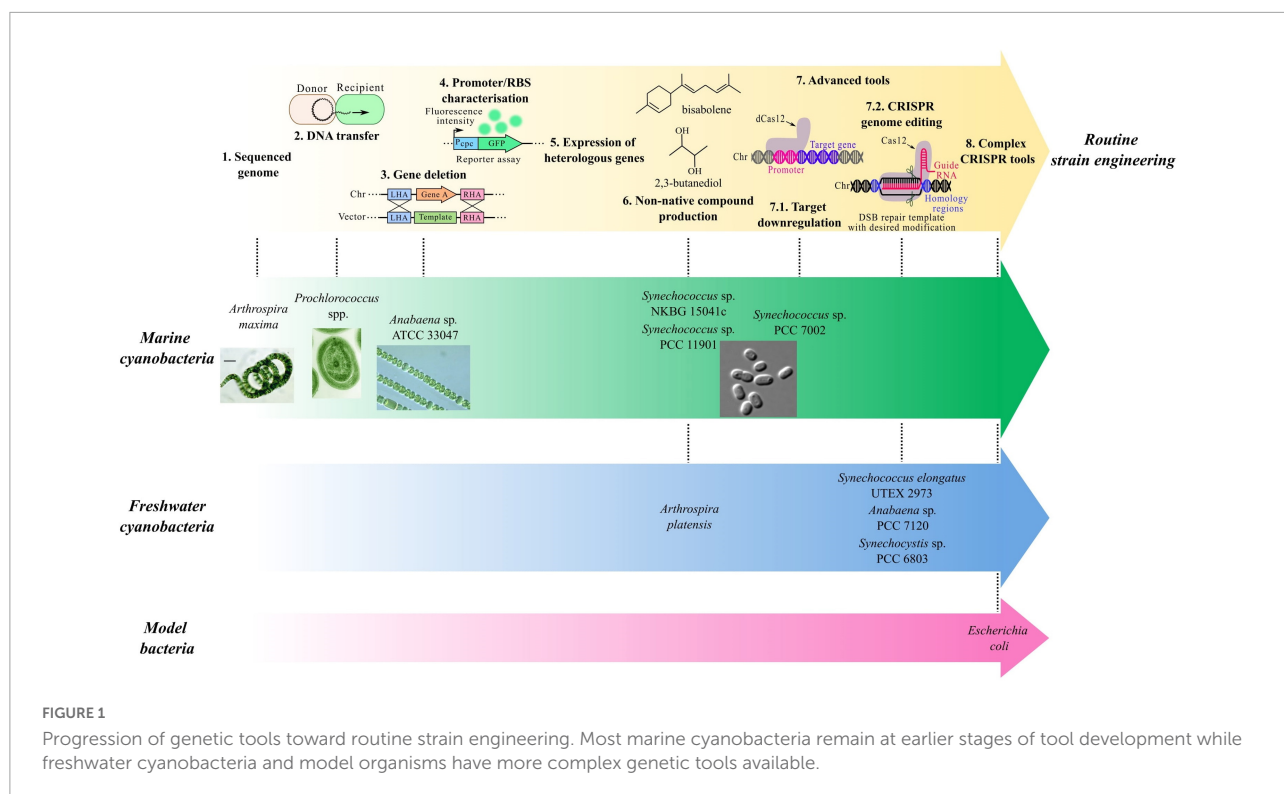 1. Sequenced
genome
Donor Recipient
2. DNA transfer
3. Gene deletion
Chr
LHA
Gene A
RHA
Vector
LHA
Template
RHA
4. Promoter/RBS
characterisation
Fluorescence
intensity
Pcpc
GFP
Reporter assay
5. Expression of
heterologous genes
bisabolene
OH
OH
2,3-butanediol
6. Non-native compound
production
7. Advanced tools
dCas12
Target gene
Chr
Promoter
7.1. Target
downregulation
7.2. CRISPR
genome editing
Cas12
Guide
RNA
Chr
Homology
regions
DSB repair template
with desired modification
8. Complex
CRISPR tools
Routine
strain engineering
Marine
cyanobacteria
Arthrospira
maxima
Prochlorococcus
spp.
Anabaena sp.
ATCC 33047
Synechococcus sp.
NKBG 15041c
Synechococcus sp.
PCC 11901
Synechococcus sp.
PCC 7002
Freshwater
cyanobacteria
Arthrospira
platensis
Synechococcus elongatus
UTEX 2973
Anabaena sp.
PCC 7120
Synechocystis sp.
PCC 6803
Model
bacteria
Escherichia
coli
FIGURE 1
Progression of genetic tools toward routine strain engineering. Most marine cyanobacteria remain at earlier stages of tool development while
freshwater cyanobacteria and model organisms have more complex genetic tools available.